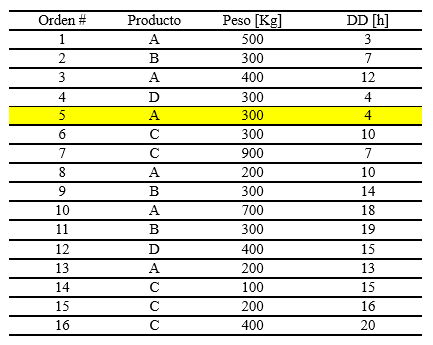 Orden # Producto Peso [Kg] DD [h]
1 A 500 3
2 B 300 7
3 A 400 12
4 D 300 4
5 A 300 4
6 C 300 10
7 C 900 7
8 A 200 10
9 B 300 14
10 A 700 18
11 B 300 19
12 D 400 15
13 A 200 13
14 C 100 15
15 C 200 16
16 C 400 20